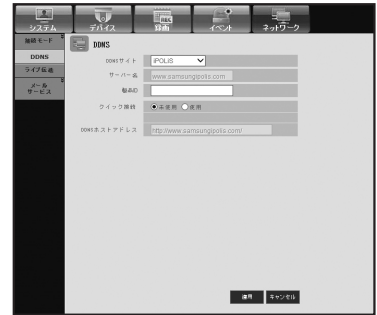 システム
デバイス
録画
イベント
ネットワーク
接続モード
DDNS
ライブ伝送
メール
サービス
DDNS
DDNSサイト iPOLiS
サーバー名 www.samsungipolis.com
製品ID
クイック接続 未使用 使用
DDNSホストアドレス http://www.samsungipolis.com/
適用 キャンセル